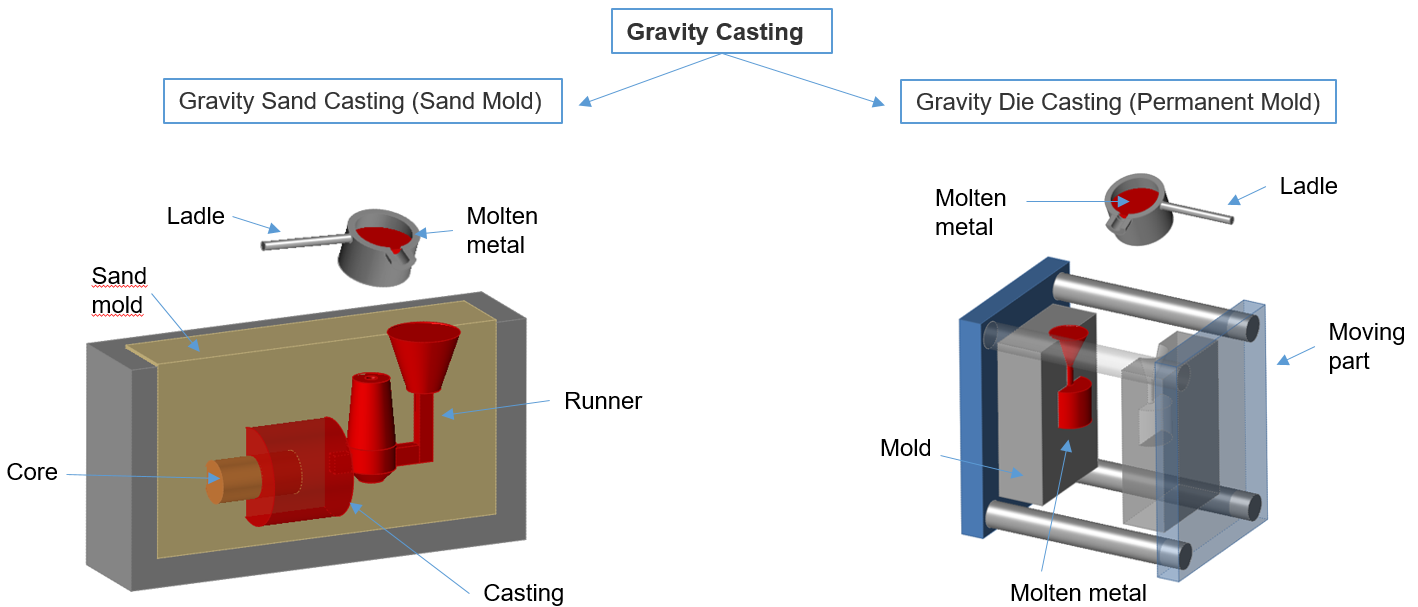 Gravity Casting
Gravity Sand Casting (Sand Mold)
Gravity Die Casting (Permanent Mold)
Ladle
Molten
metal
Sand
mold
Runner
Core
Casting
Molten
metal
Ladle
Moving
part
Mold
Molten metal